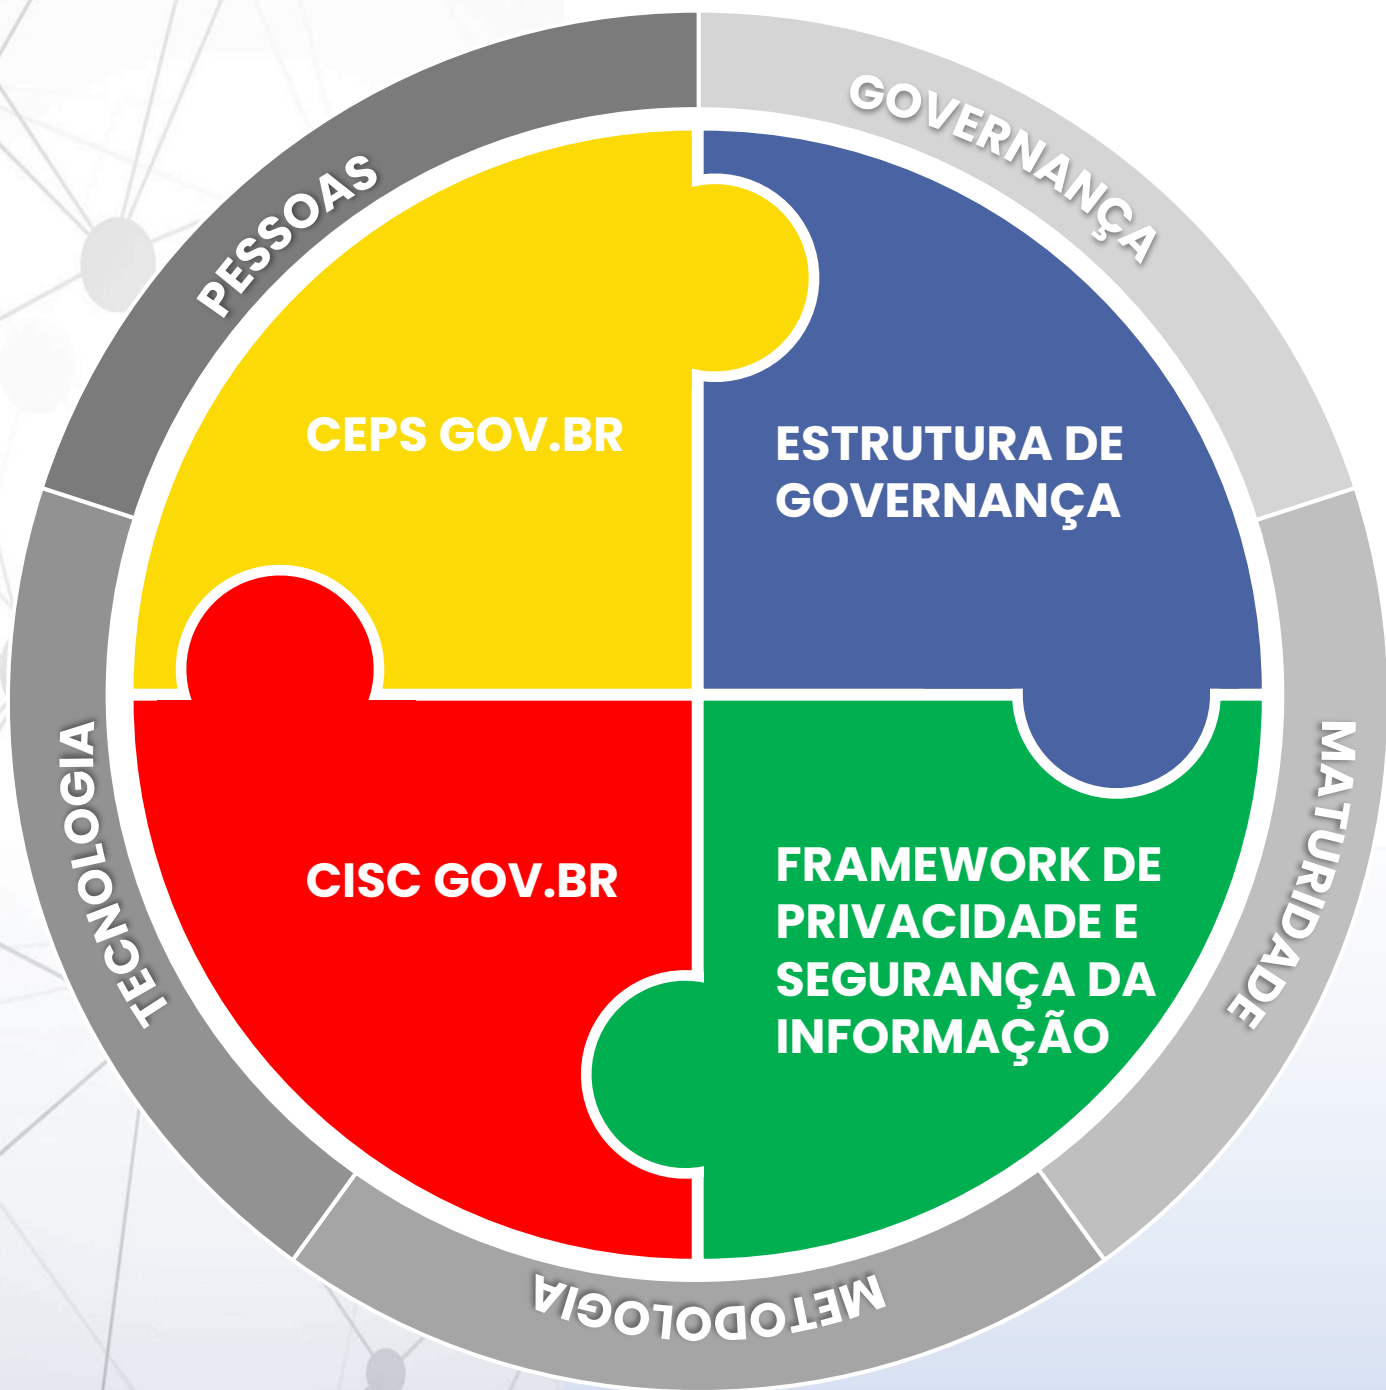 GOVERNANÇA
PESSOAS
CEPS GOV.BR
ESTRUTURA DE
GOVERNANÇA
TECNOLOGIA
MATURIDADE
CISC GOV.BR
FRAMEWORK DE
PRIVACIDADE E
SEGURANÇA DA
INFORMAÇÃO
METODOLOGIA